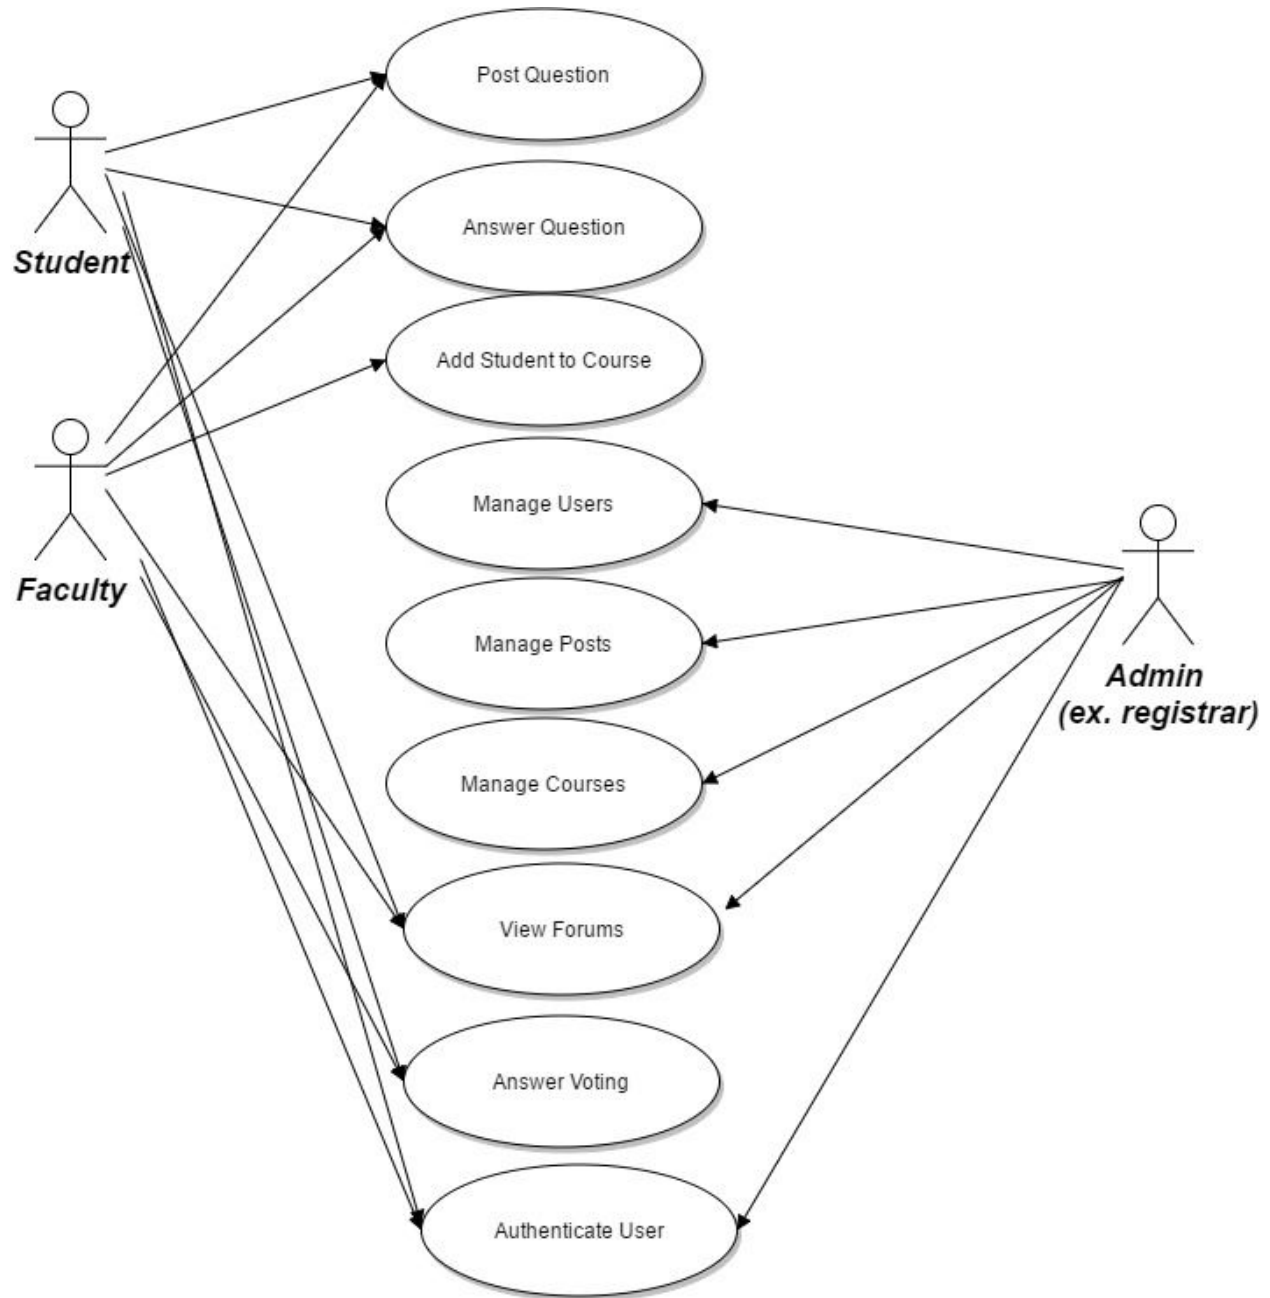 Post Question
Student
Answer Question
Add Student to Course
Faculty
Manage Users
Manage Posts
Admin
(ex. registrar)
Manage Courses
View Forums
Answer Voting
Authenticate User